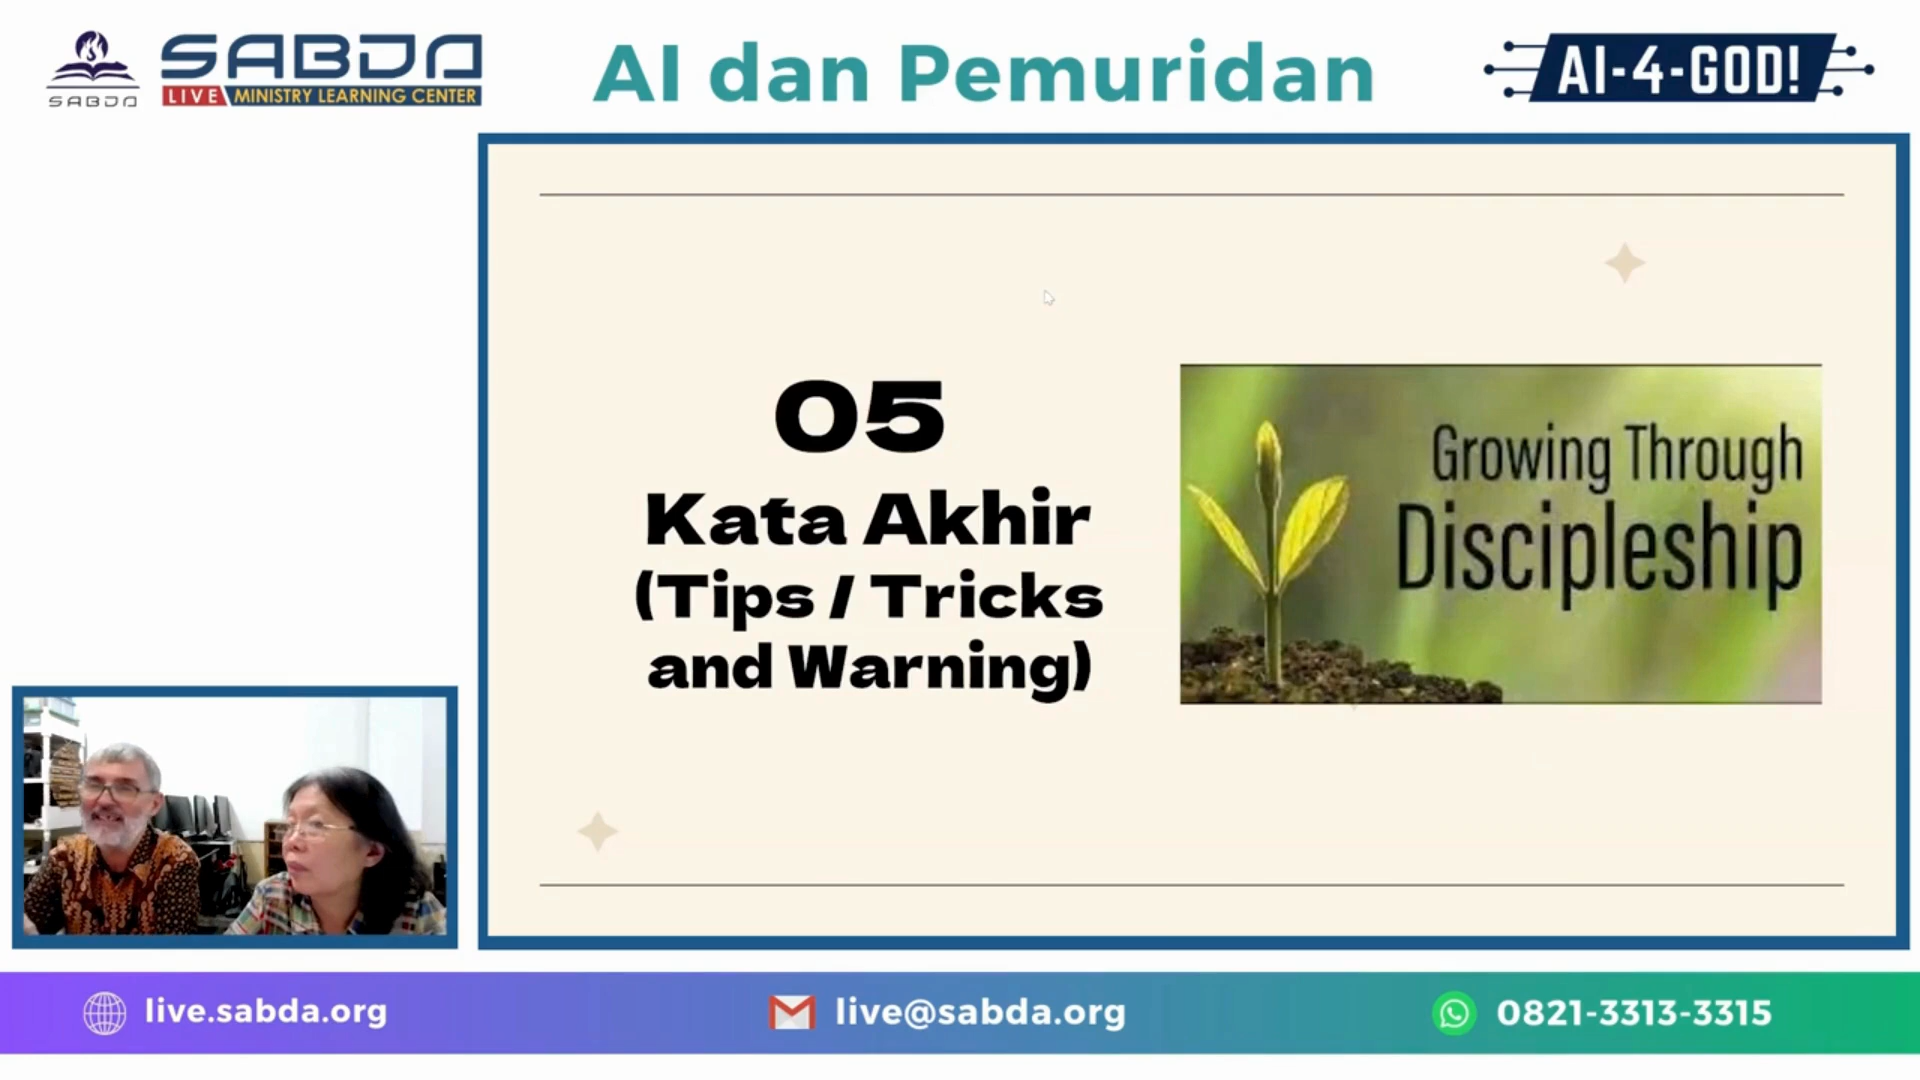 SABDA
SABDA
LIVE MINISTRY LEARNING CENTER
AI dan Pemuridan
AI-4-GOD!
05
Kata Akhir
(Tips / Tricks
and Warning)
Growing Through
Discipleship
live.sabda.org
live@sabda.org
0821-3313-3315